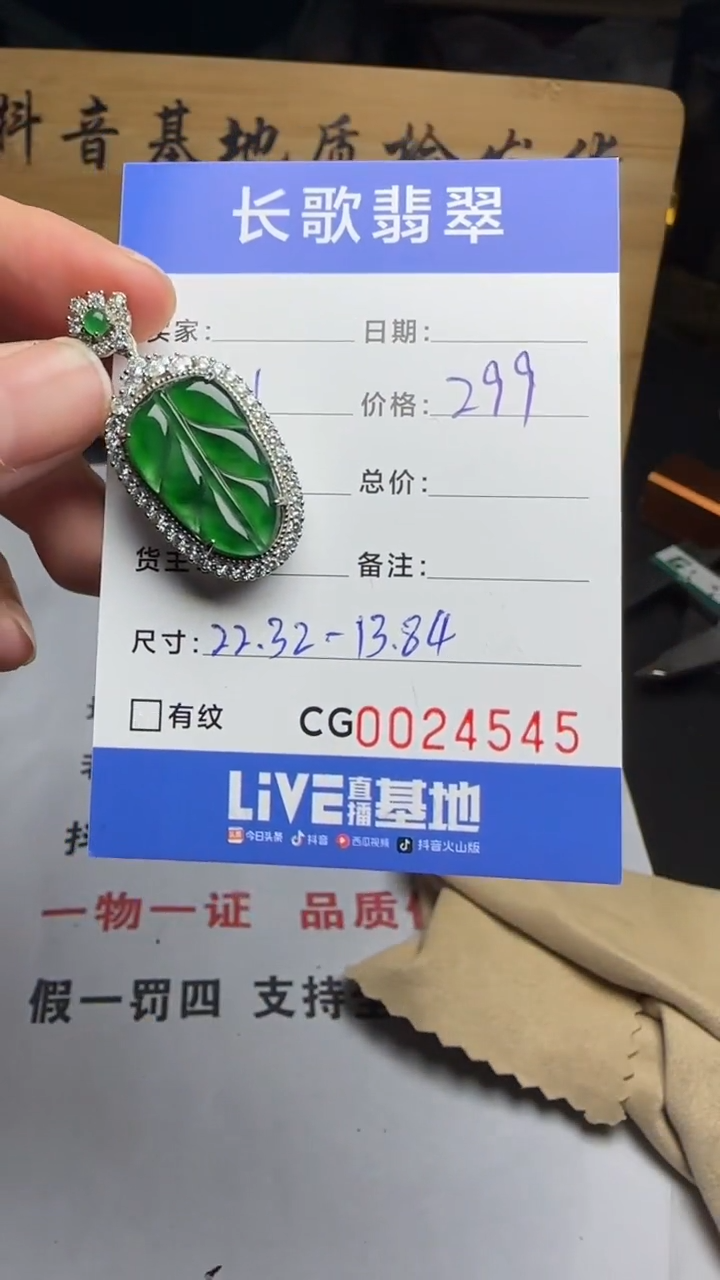 抖音基地质检发货
长歌翡翠
卖家: 日期:
价格: 299
总价:
货主: 备注:
尺寸: 22.32-13.84
有纹 CG0024545
LiVE直播基地
今日头条 抖音 西瓜视频 抖音火山版
一物一证 品质
假一罚四 支持